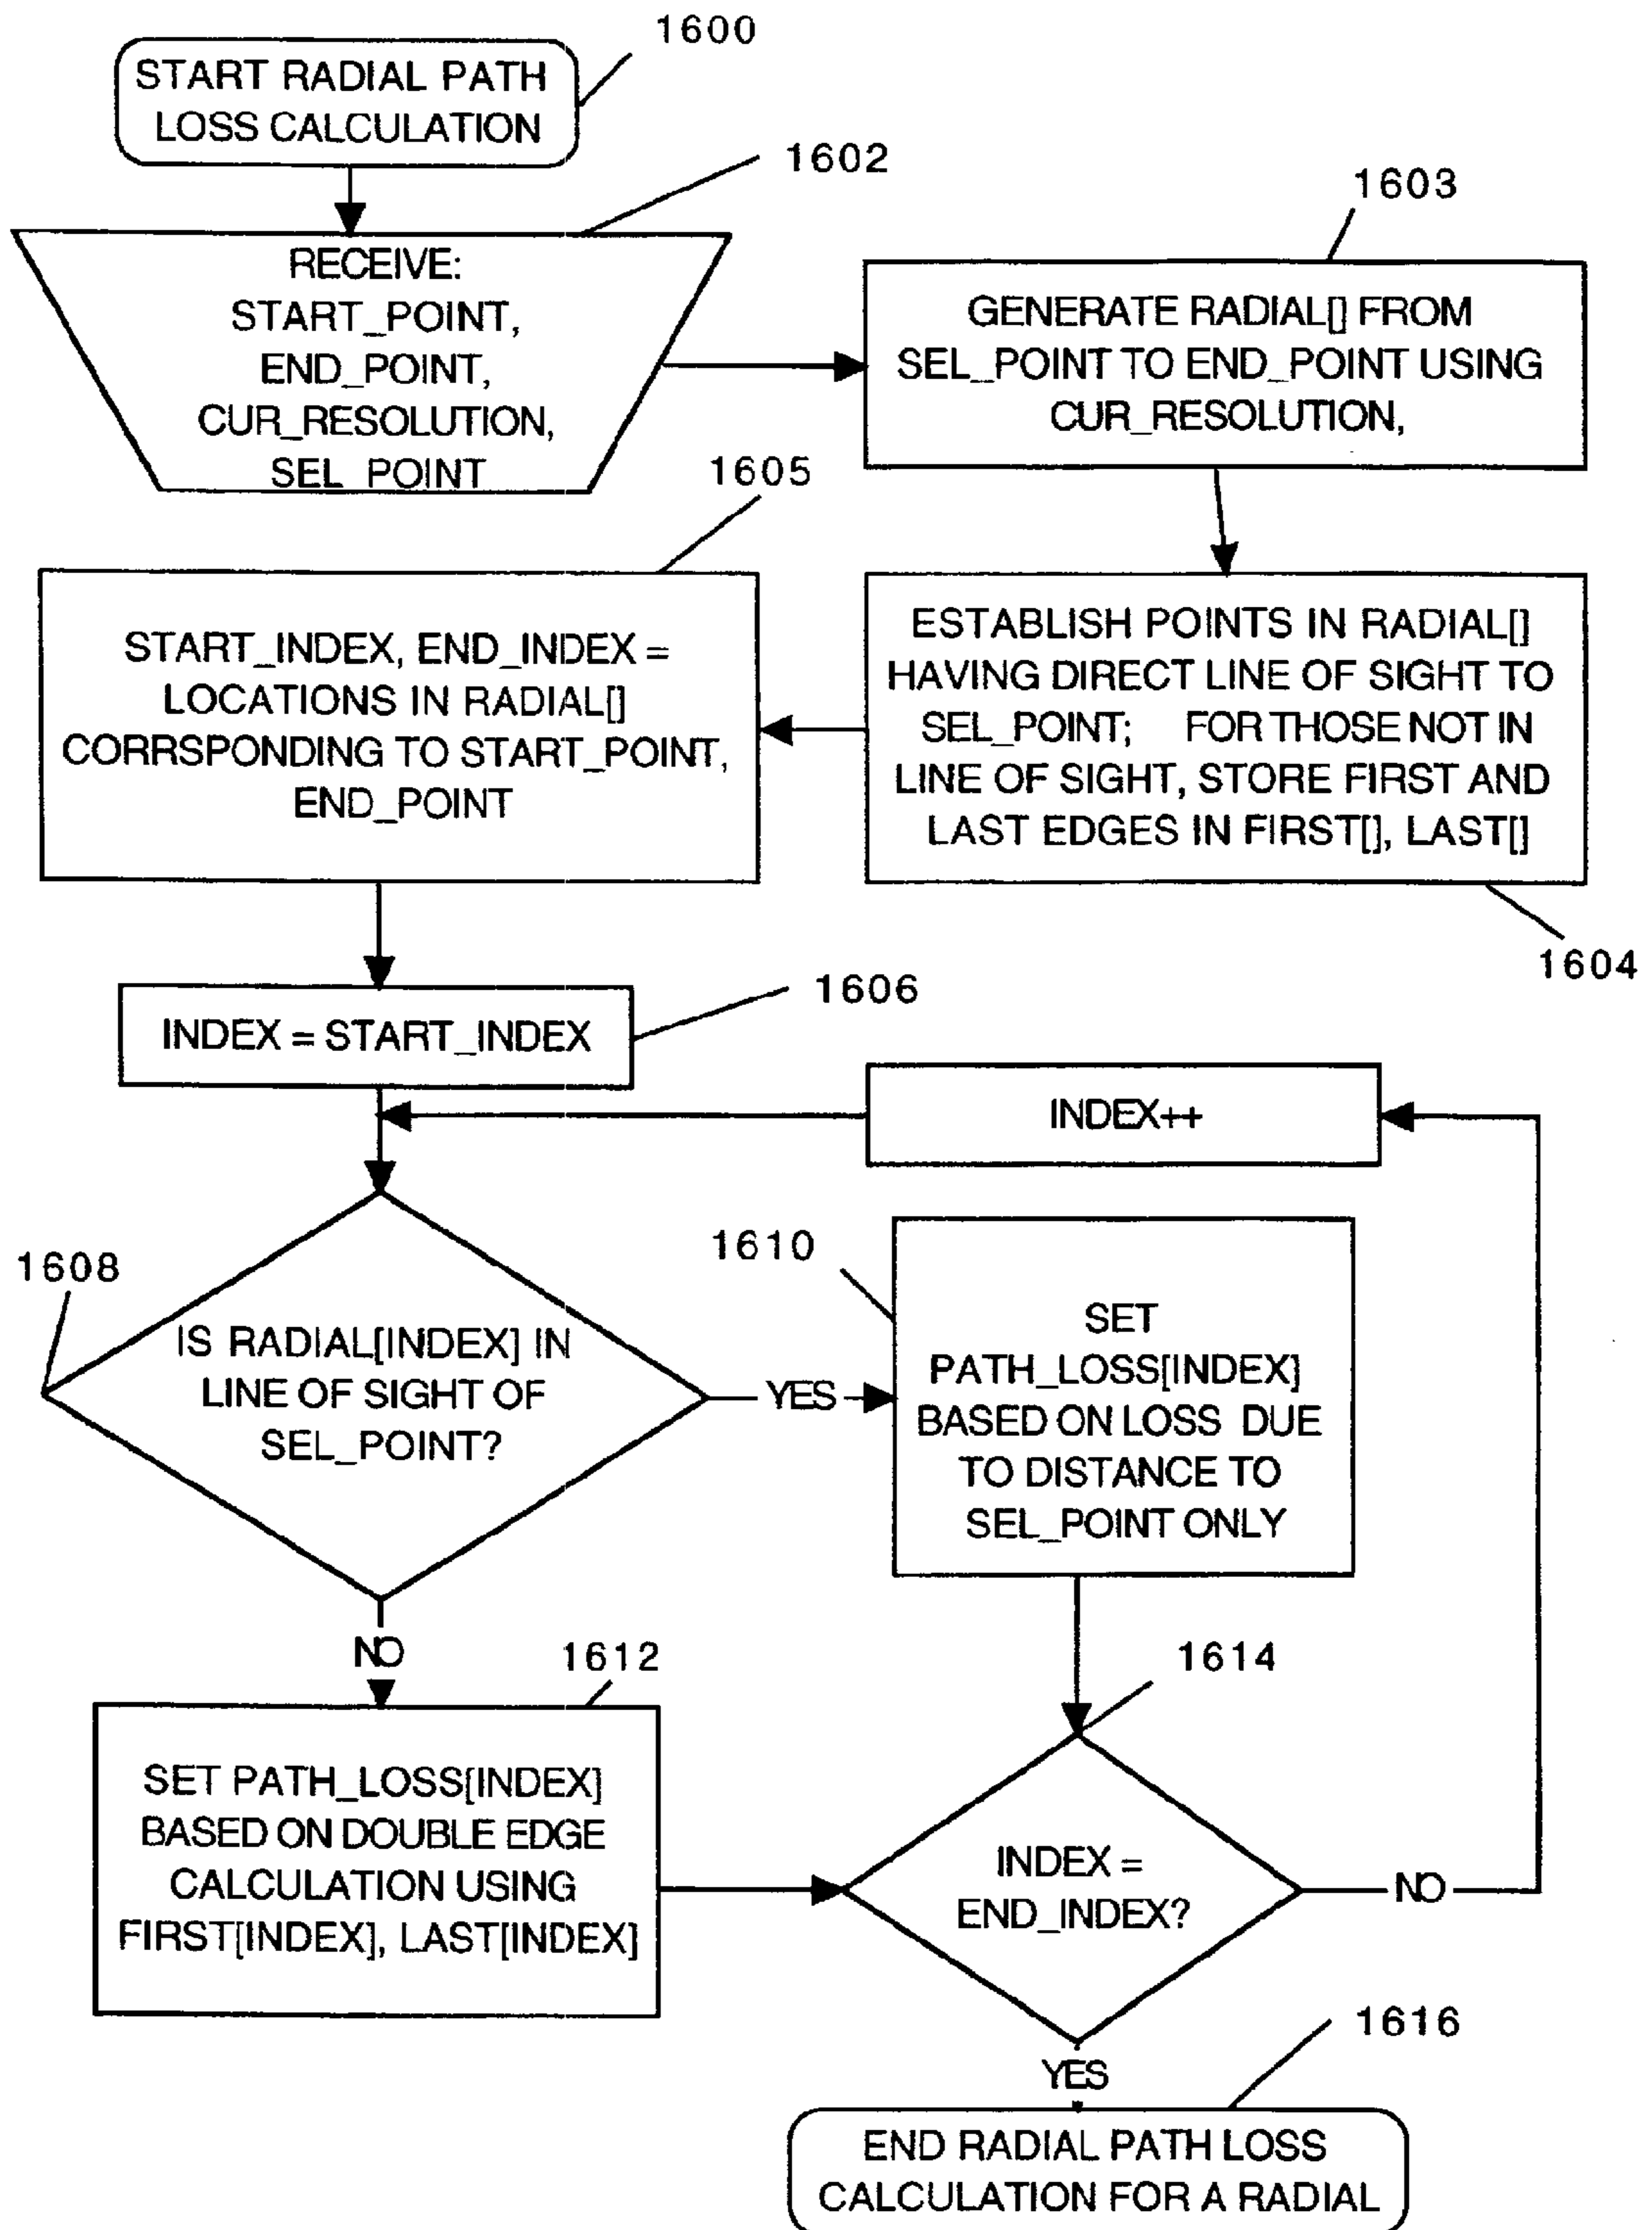 1600
START RADIAL PATH
LOSS CALCULATION
1602
RECEIVE:
START_POINT,
END_POINT,
CUR_RESOLUTION,
SEL_POINT
1603
GENERATE RADIAL[] FROM
SEL_POINT TO END_POINT USING
CUR_RESOLUTION,
1604
ESTABLISH POINTS IN RADIAL[]
HAVING DIRECT LINE OF SIGHT TO
SEL_POINT; FOR THOSE NOT IN
LINE OF SIGHT, STORE FIRST AND
LAST EDGES IN FIRST[], LAST[]
1605
START_INDEX, END_INDEX =
LOCATIONS IN RADIAL[]
CORRSPONDING TO START_POINT,
END_POINT
1606
INDEX = START_INDEX
INDEX++
1608
IS RADIAL[INDEX] IN
LINE OF SIGHT OF
SEL_POINT?
YES
1610
SET
PATH_LOSS[INDEX]
BASED ON LOSS DUE
TO DISTANCE TO
SEL_POINT ONLY
NO
1612
SET PATH_LOSS[INDEX]
BASED ON DOUBLE EDGE
CALCULATION USING
FIRST[INDEX], LAST[INDEX]
1614
INDEX =
END_INDEX?
NO
YES
1616
END RADIAL PATH LOSS
CALCULATION FOR A RADIAL